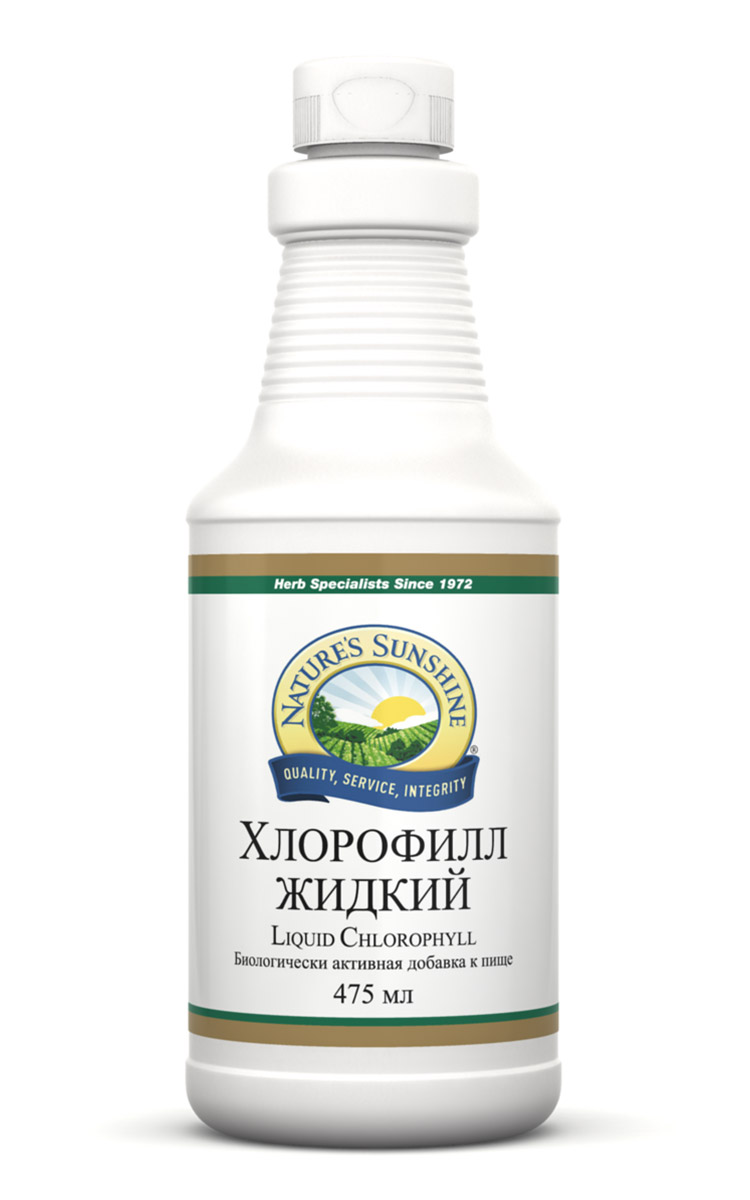 Herb Specialists Since 1972
NATURE'S SUNSHINE
®
QUALITY, SERVICE, INTEGRITY
ХЛОРОФИЛЛ
ЖИДКИЙ
LIQUID CHLOROPHYLL
Биологически активная добавка к пище
475 мл